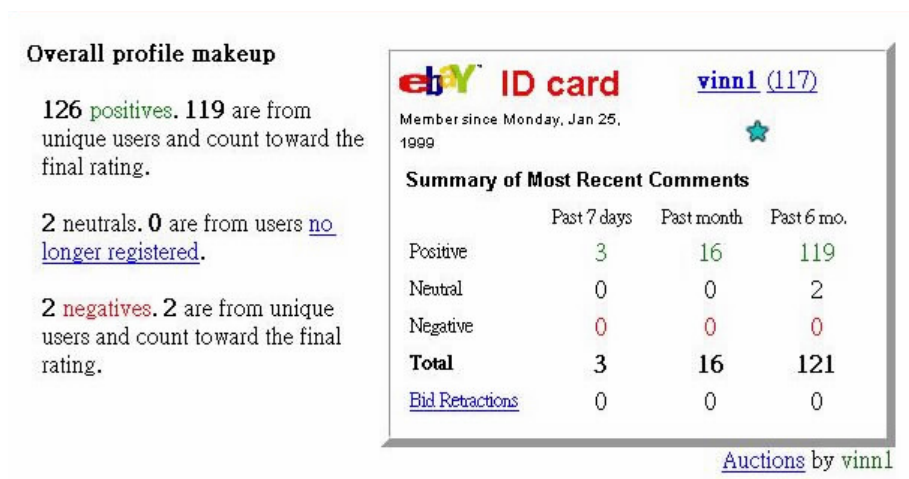 Overall profile makeup
126 positives. 119 are from
unique users and count toward the
final rating.
2 neutrals. 0 are from users no
longer registered.
2 negatives. 2 are from unique
users and count toward the final
rating.
ebaY ID card vinn1 (117)
Member since Monday, Jan 25,
1999
Summary of Most Recent Comments
Past 7 days Past month Past 6 mo.
Positive 3 16 119
Neutral 0 0 2
Negative 0 0 0
Total 3 16 121
Bid Retractions 0 0 0
Auctions by vinn1